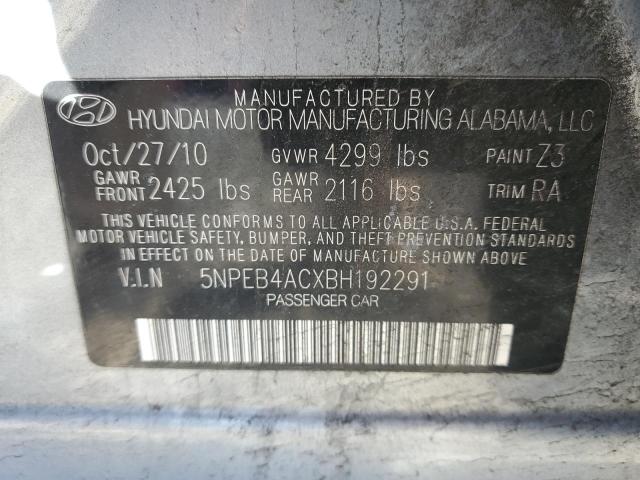 MANUFACTURED BY
HYUNDAI MOTOR MANUFACTURING ALABAMA, LLC
Oct/27/10 GVWR 4299 lbs PAINT Z3
GAWR FRONT 2425 lbs GAWR REAR 2116 lbs TRIM RA
THIS VEHICLE CONFORMS TO ALL APPLICABLE U.S.A. FEDERAL
MOTOR VEHICLE SAFETY, BUMPER, AND THEFT PREVENTION STANDARDS
IN EFFECT ON THE DATE OF MANUFACTURE SHOWN ABOVE.
V.I.N 5NPEB4ACXBH192291
PASSENGER CAR